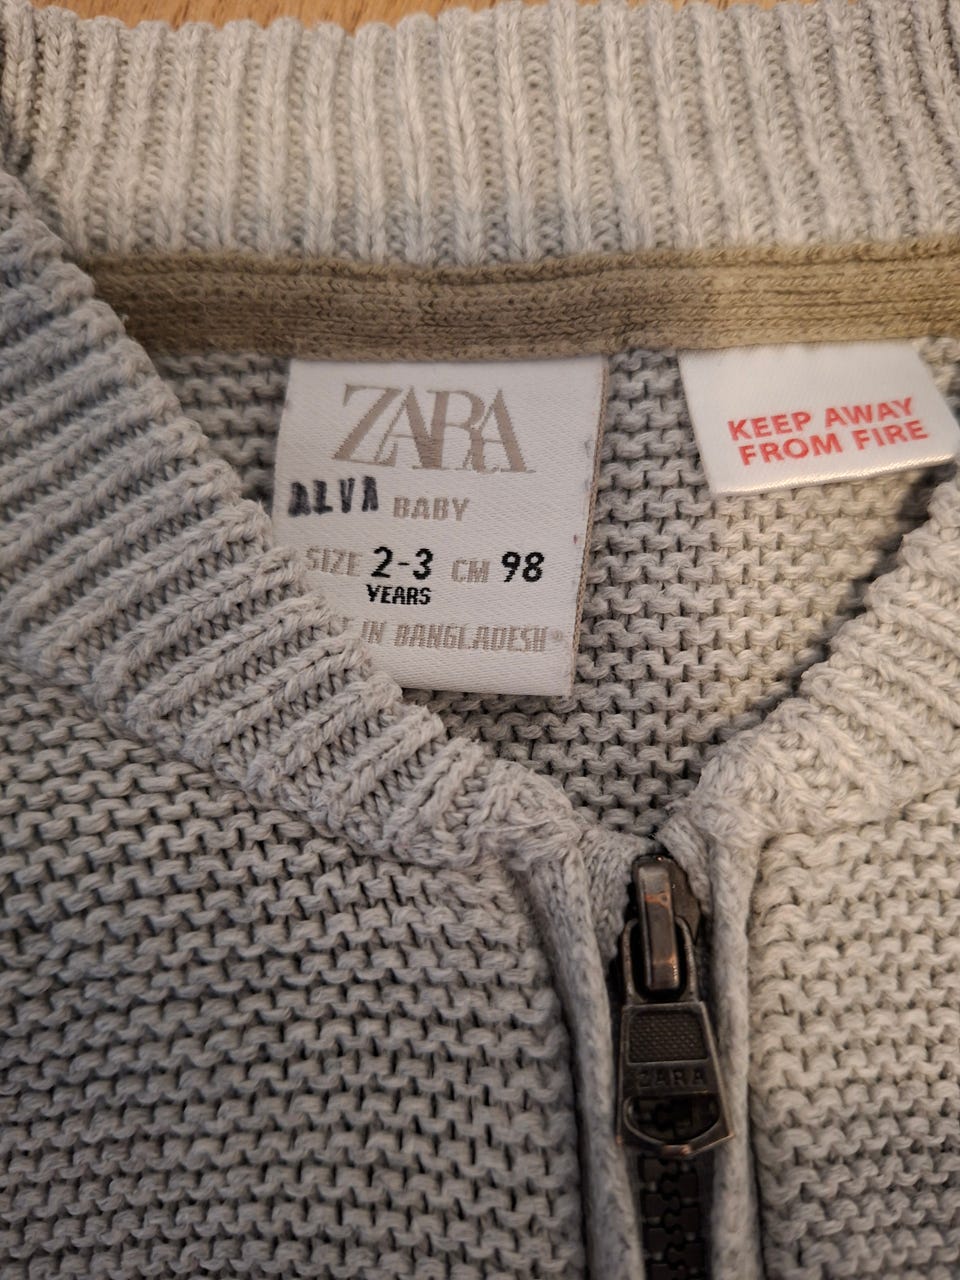 ZARA
ALVA BABY
SIZE 2-3 CM 98
YEARS
IN BANGLADESH
KEEP AWAY
FROM FIRE
ZARA